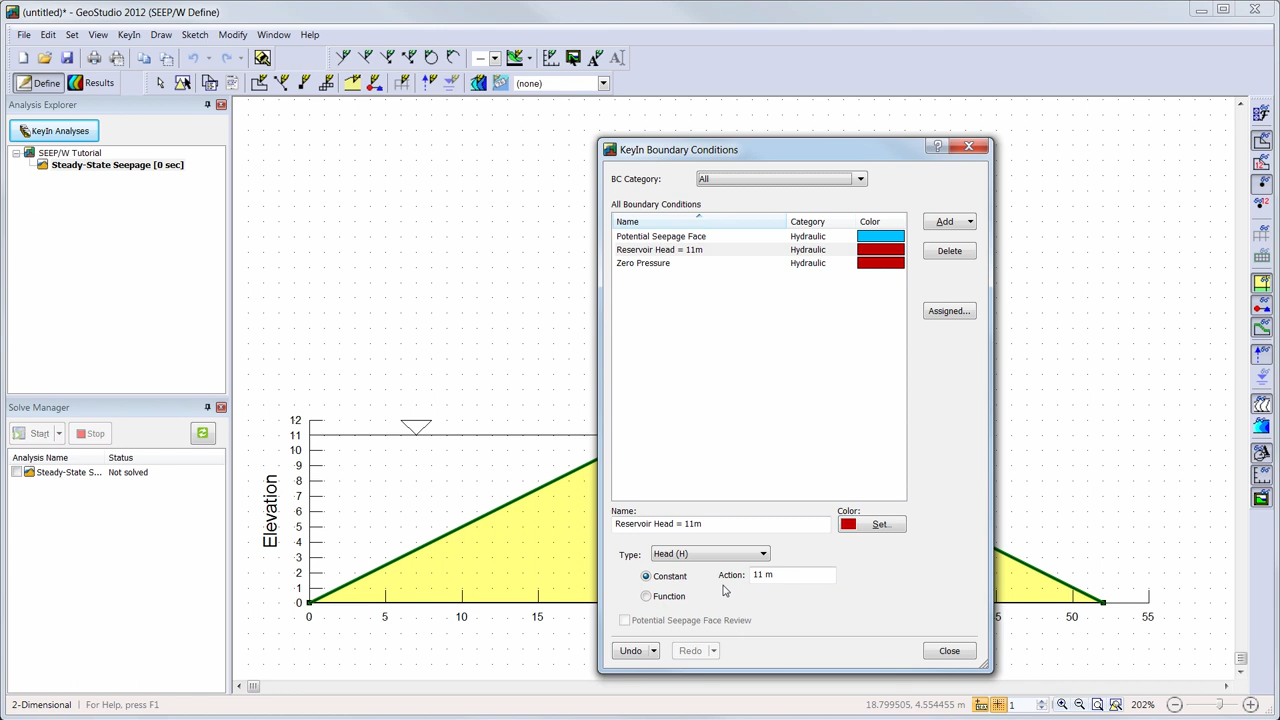 (untitled)* - GeoStudio 2012 (SEEP/W Define)
File Edit Set View KeyIn Draw Sketch Modify Window Help
Define Results (none)
Analysis Explorer
KeyIn Analyses
SEEP/W Tutorial
Steady-State Seepage [0 sec]
Solve Manager
Start Stop
Analysis Name Status
Steady-State S... Not solved
12
11
10
9
8
7
6
5
4
3
2
1
0
Elevation
0 5 10 15 45 50 55
KeyIn Boundary Conditions
BC Category: All
All Boundary Conditions
Name Category Color
Potential Seepage Face Hydraulic
Reservoir Head = 11m Hydraulic
Zero Pressure Hydraulic
Add
Delete
Assigned...
Name: Color:
Reservoir Head = 11m Set...
Type: Head (H)
Constant Action: 11 m
Function
Potential Seepage Face Review
Undo Redo Close
2-Dimensional For Help, press F1 18.799505, 4.554455 m 1 202%